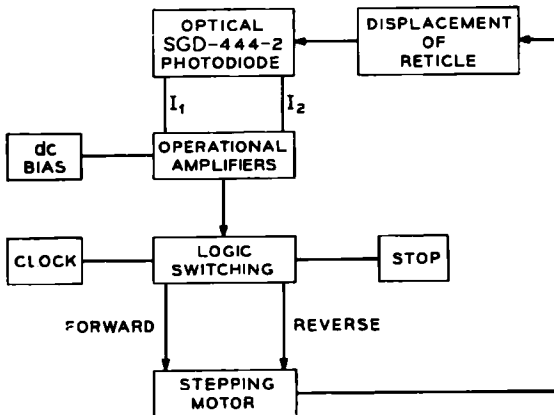 OPTICAL
SGD-444-2
PHOTODIODE
DISPLACEMENT
OF
RETICLE
I1
I2
dc
BIAS
OPERATIONAL
AMPLIFIERS
CLOCK
LOGIC
SWITCHING
STOP
FORWARD
REVERSE
STEPPING
MOTOR